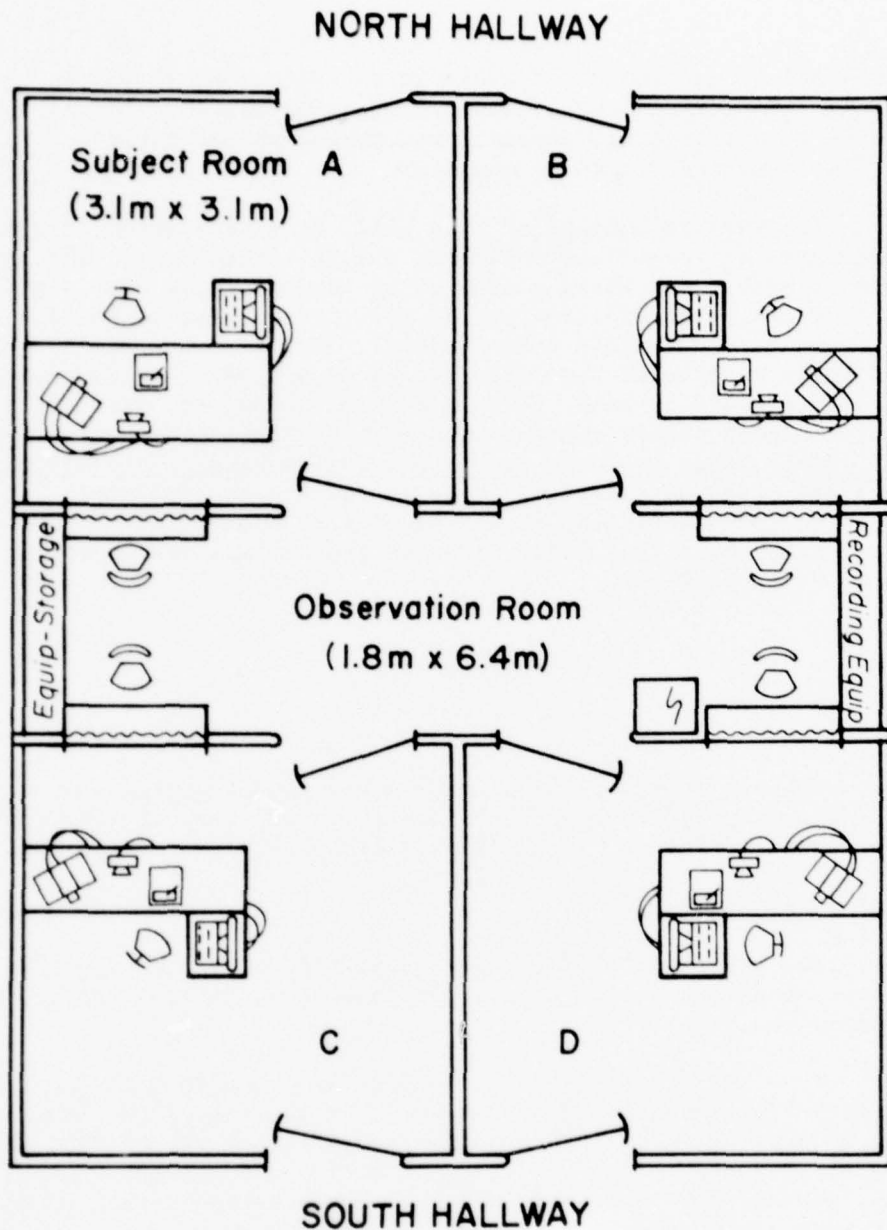 NORTH HALLWAY
Subject Room A
(3.1m x 3.1m)
B
Equip-Storage
Observation Room
(1.8m x 6.4m)
Recording Equip
C
D
SOUTH HALLWAY